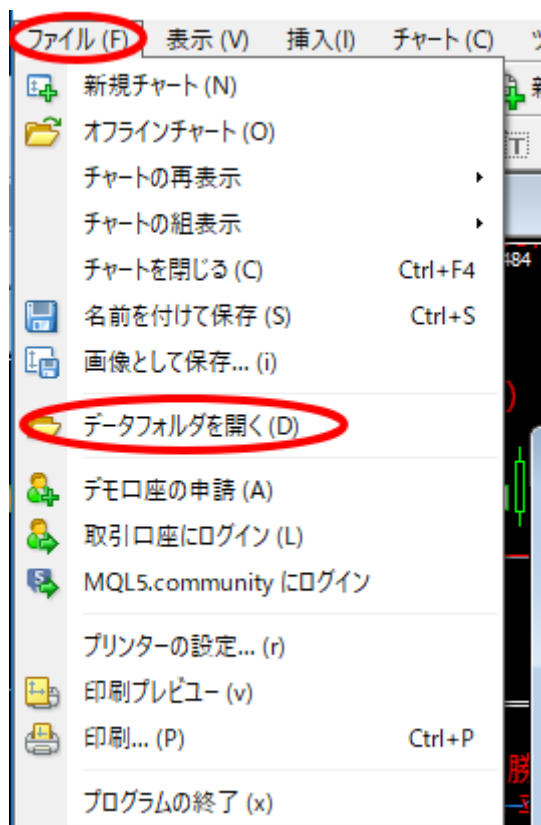 ファイル (F) 表示 (V) 挿入(I) チャート (C)
新規チャート (N)
オフラインチャート (O)
チャートの再表示
チャートの組表示
484
チャートを閉じる (C) Ctrl+F4
名前を付けて保存 (S) Ctrl+S
画像として保存... (i)
データフォルダを開く (D)
デモ口座の申請 (A)
取引口座にログイン (L)
MQL5.community にログイン
プリンターの設定... (r)
印刷プレビュー (v)
印刷... (P) Ctrl+P
勝
プログラムの終了 (x)